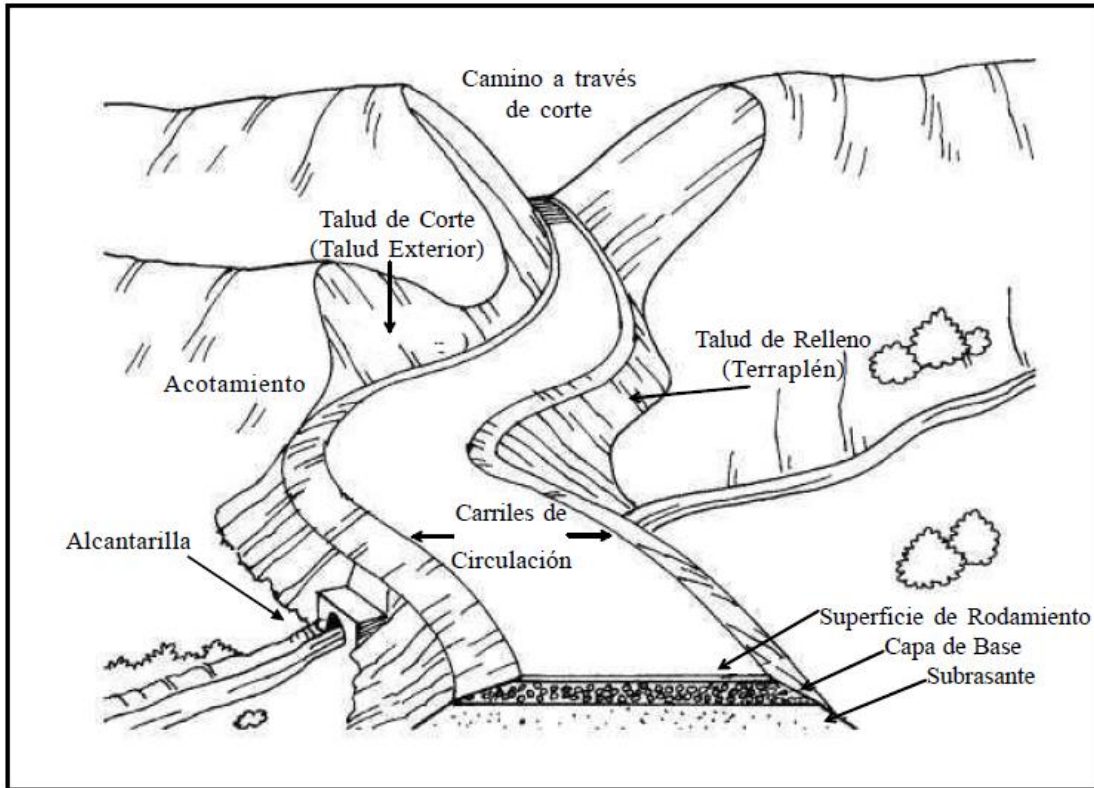 Camino a través
de corte
Talud de Corte
(Talud Exterior)
Talud de Relleno
(Terraplén)
Acotamiento
Carriles de
Circulación
Alcantarilla
Superficie de Rodamiento
Capa de Base
Subrasante